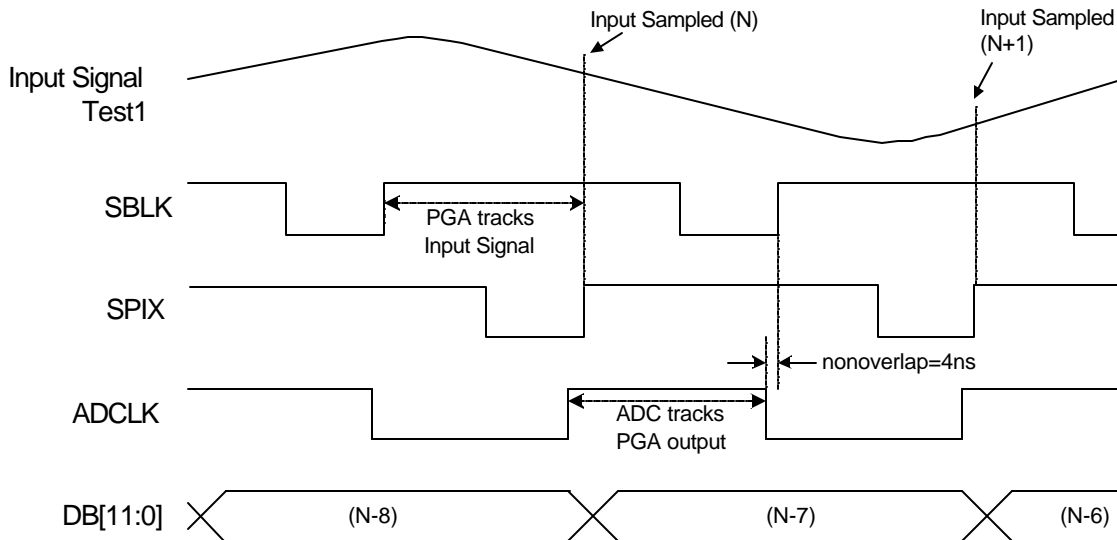 Input Sampled (N)
Input Sampled
(N+1)
Input Signal
Test1
SBLK
PGA tracks
Input Signal
SPIX
nonoverlap=4ns
ADCLK
ADC tracks
PGA output
DB[11:0]
(N-8)
(N-7)
(N-6)